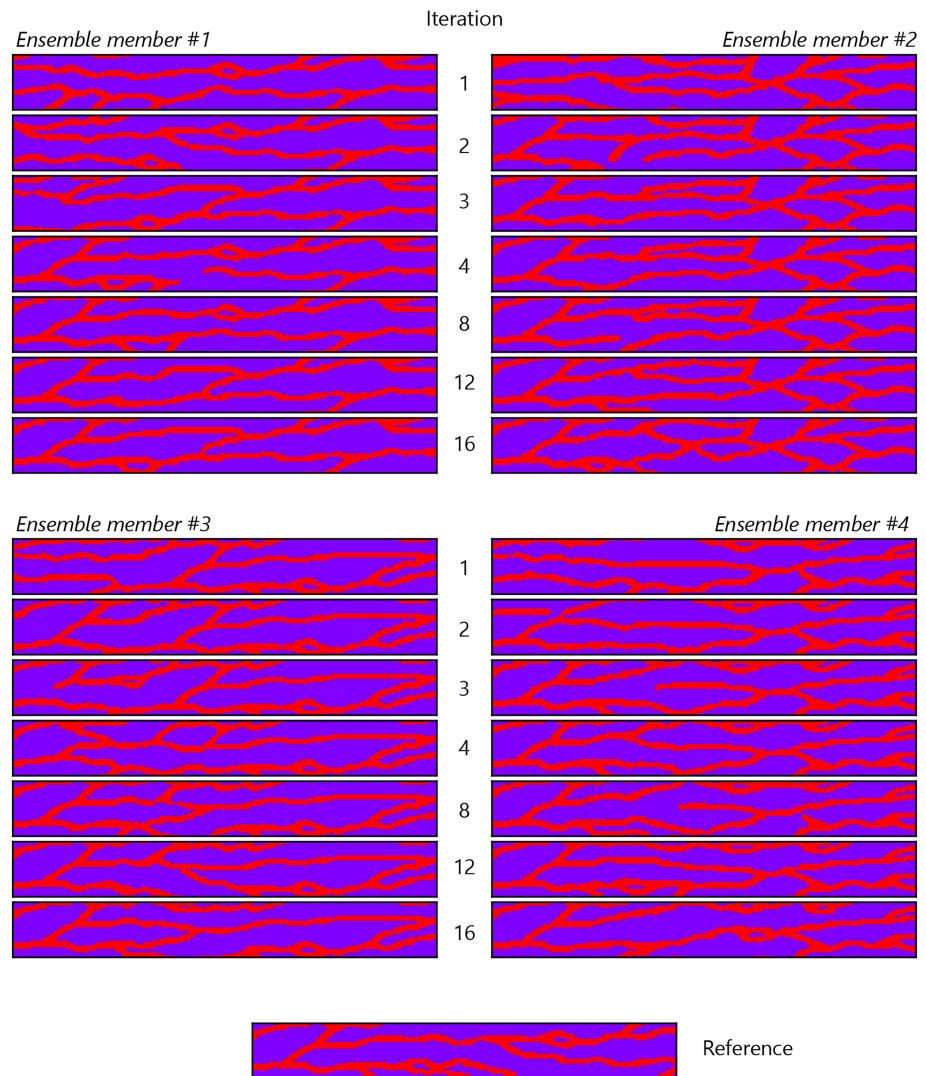 Iteration
Ensemble member #1
Ensemble member #2
1
2
3
4
8
12
16
Ensemble member #3
Ensemble member #4
1
2
3
4
8
12
16
Reference